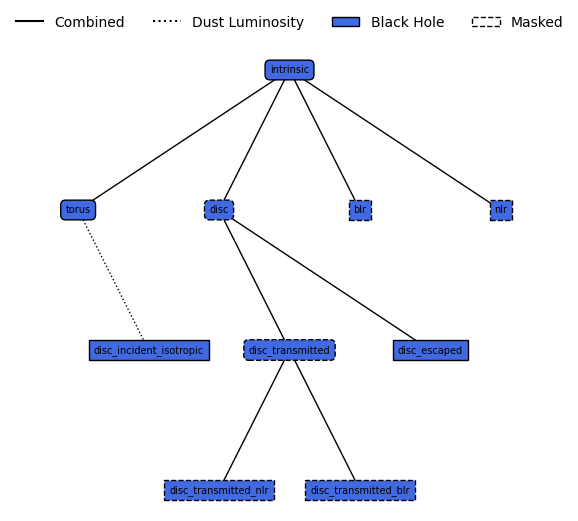 Combined Dust Luminosity Black Hole Masked
intrinsic
torus disc blr nlr
disc_incident_isotropic disc_transmitted disc_escaped
disc_transmitted_nlr disc_transmitted_blr